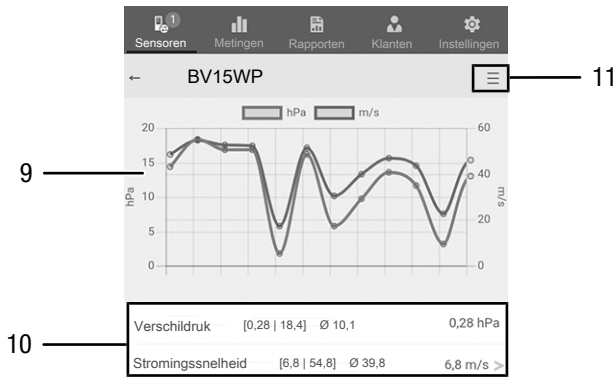 1
Sensoren Metingen Rapporten Klanten Instellingen
← BV15WP ☰ 11
hPa m/s
20 60
15 40
10 20
5
0 0
hPa
m/s
9
10
Verschildruk [0,28 | 18,4] Ø 10,1 0,28 hPa
Stromingssnelheid [6,8 | 54,8] Ø 39,8 6,8 m/s >